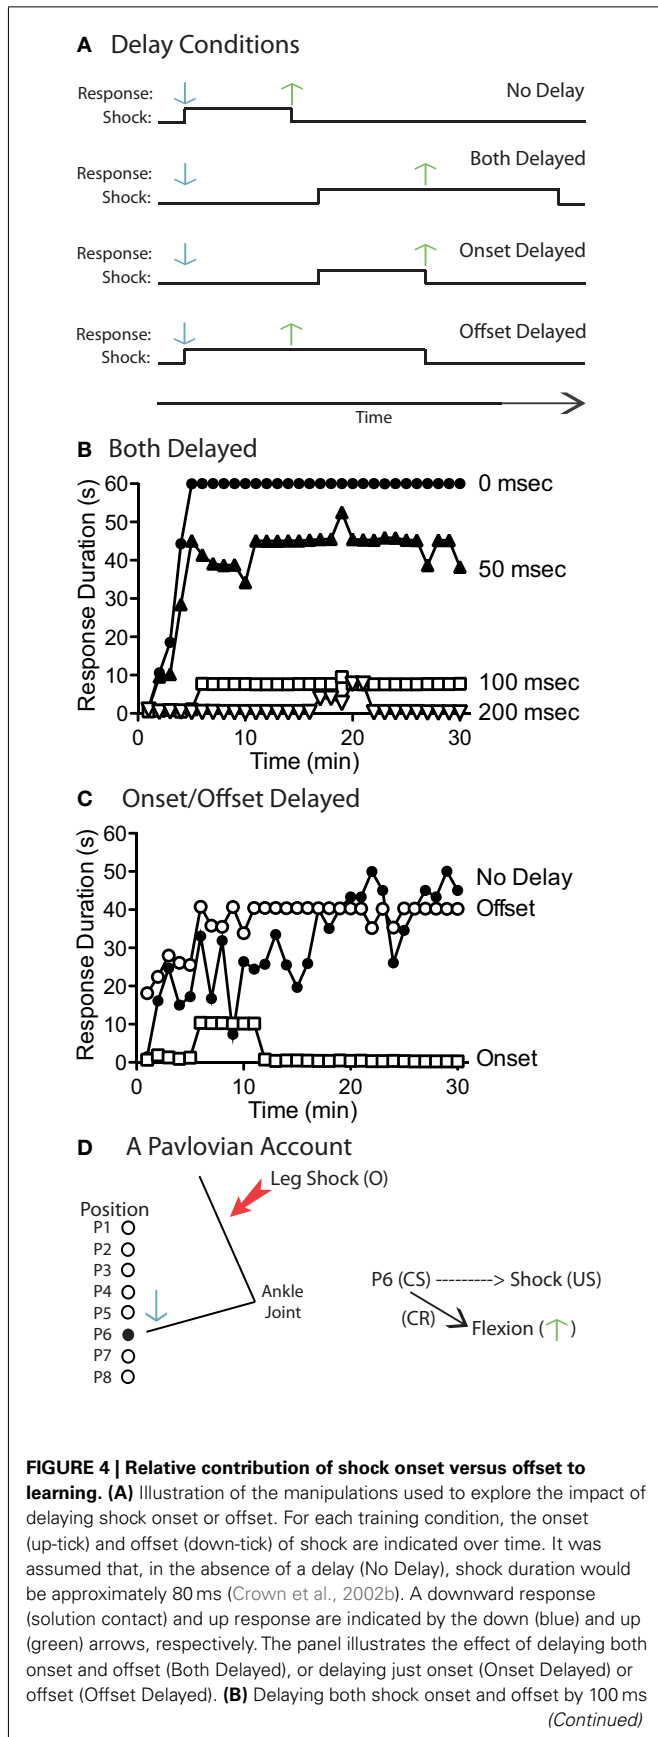 A Delay Conditions
Response:
Shock:
No Delay
Response:
Shock:
Both Delayed
Response:
Shock:
Onset Delayed
Response:
Shock:
Offset Delayed
Time
B Both Delayed
Response Duration (s)
60
50
40
30
20
10
0
0 10 20 30
Time (min)
0 msec
50 msec
100 msec
200 msec
C Onset/Offset Delayed
Response Duration (s)
60
50
40
30
20
10
0
0 10 20 30
Time (min)
No Delay
Offset
Onset
D A Pavlovian Account
Leg Shock (O)
Position
P1
P2
P3
P4
P5
P6
P7
P8
Ankle
Joint
P6 (CS) ---------> Shock (US)
(CR)
Flexion (↑)
FIGURE 4 | Relative contribution of shock onset versus offset to
learning. (A) Illustration of the manipulations used to explore the impact of
delaying shock onset or offset. For each training condition, the onset
(up-tick) and offset (down-tick) of shock are indicated over time. It was
assumed that, in the absence of a delay (No Delay), shock duration would
be approximately 80 ms (Crown et al., 2002b). A downward response
(solution contact) and up response are indicated by the down (blue) and up
(green) arrows, respectively. The panel illustrates the effect of delaying both
onset and offset (Both Delayed), or delaying just onset (Onset Delayed) or
offset (Offset Delayed). (B) Delaying both shock onset and offset by 100 ms
(Continued)